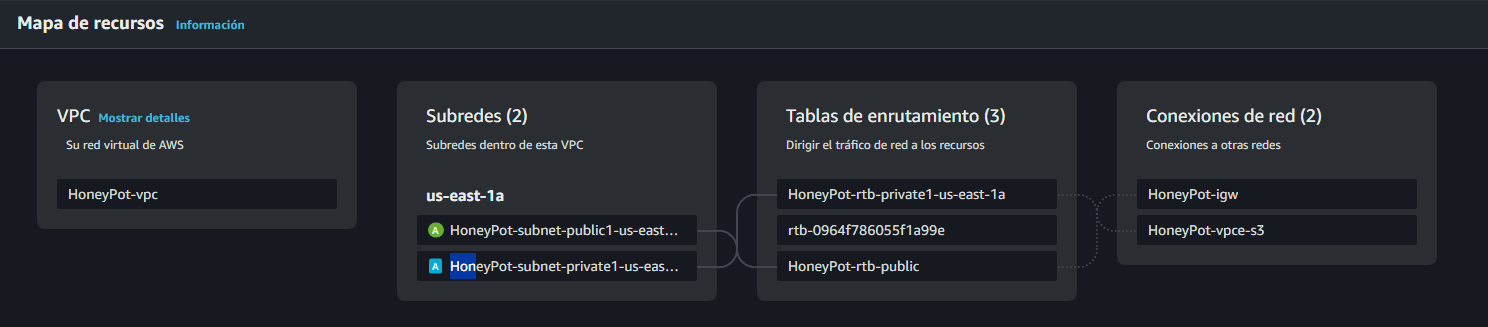 Mapa de recursos Información
VPC Mostrar detalles
Su red virtual de AWS
HoneyPot-vpc
Subredes (2)
Subredes dentro de esta VPC
us-east-1a
A HoneyPot-subnet-public1-us-east...
A HoneyPot-subnet-private1-us-eas...
Tablas de enrutamiento (3)
Dirigir el tráfico de red a los recursos
HoneyPot-rtb-private1-us-east-1a
rtb-0964f786055f1a99e
HoneyPot-rtb-public
Conexiones de red (2)
Conexiones a otras redes
HoneyPot-igw
HoneyPot-vpce-s3